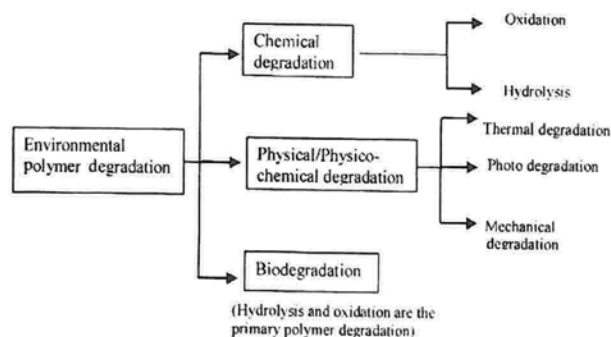 Environmental
polymer degradation
Chemical
degradation
Oxidation
Hydrolysis
Physical/Physico-
chemical degradation
Thermal degradation
Photo degradation
Mechanical
degradation
Biodegradation
(Hydrolysis and oxidation are the
primary polymer degradation)